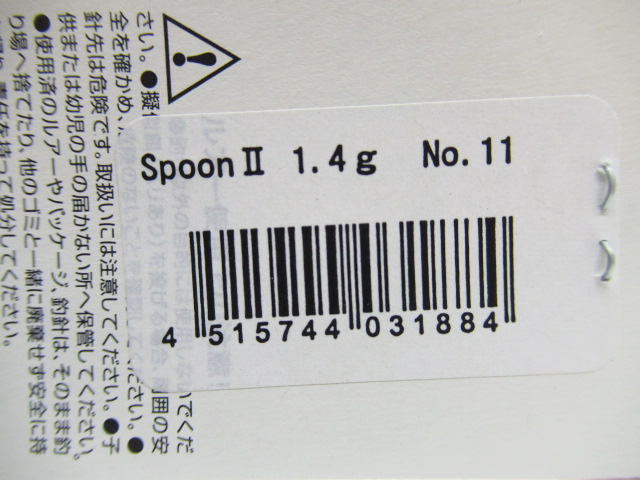 Spoon Ⅱ 1.4g No.11
4 515744 031884
さい。●擬
全を確かめ、
針先は危険です。取扱いには注意してください。●子
供または幼児の手の届かない所へ保管してください。
●使用済のルアーやパッケージ、釣針は、そのまま釣
り場へ捨てたり、他のゴミと一緒に廃棄せず安全に持
責任を持って処分してください。